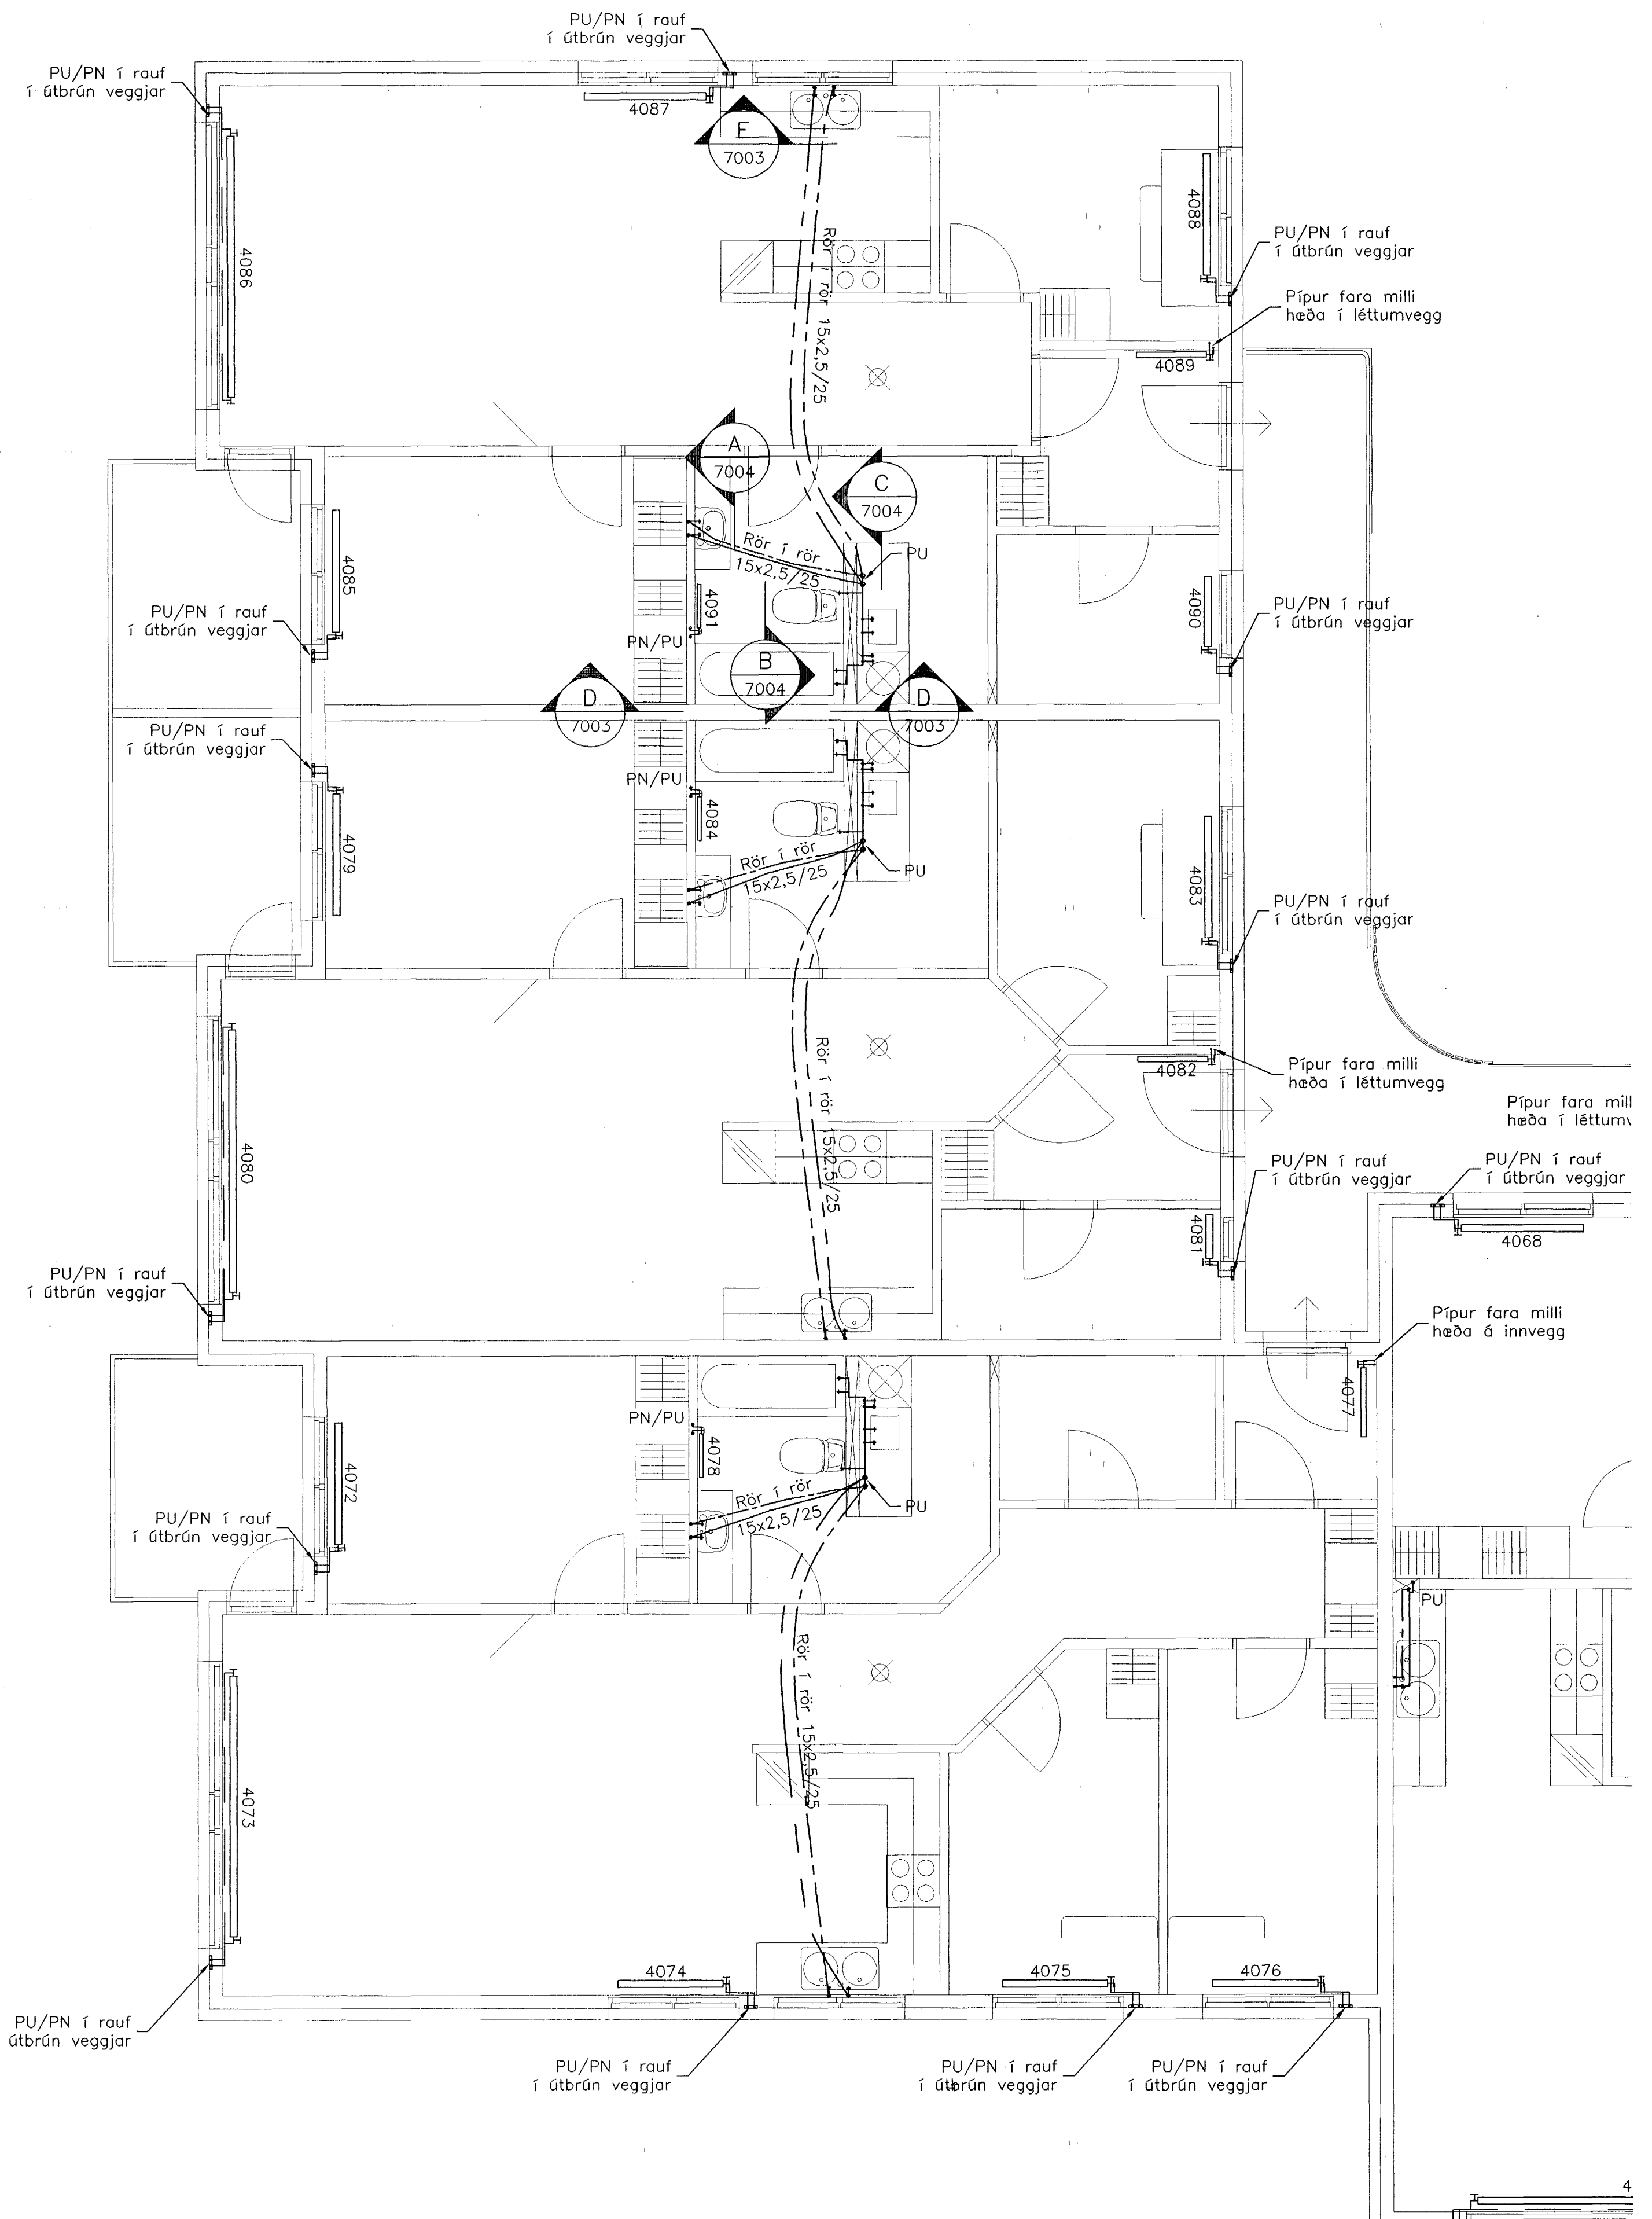 PU/PN í rauf
í útbrún veggjar
PU/PN í rauf
í útbrún veggjar
4087
E
7003
4088
4086
PU/PN í rauf
í útbrún veggjar
Rör í rör 15x2,5/25
Pípur fara milli
hæða í léttumvegg
4089
A
7004
C
7004
4085
Rör í rör
15x2,5/25
PU
4091
4090
PU/PN í rauf
í útbrún veggjar
PU/PN í rauf
í útbrún veggjar
PN/PU
B
7004
D
7003
D
7003
PU/PN í rauf
í útbrún veggjar
PN/PU
4084
4079
Rör í rör
15x2,5/25
PU
4083
PU/PN í rauf
í útbrún veggjar
Rör í rör 15x2,5/25
4082
Pípur fara milli
hæða í léttumvegg
Pípur fara mill
hæða í léttumv
4080
PU/PN í rauf
í útbrún veggjar
PU/PN í rauf
í útbrún veggjar
4081
4068
PU/PN í rauf
í útbrún veggjar
Pípur fara milli
hæða á innvegg
4077
PN/PU
4078
4072
Rör í rör
15x2,5/25
PU
PU/PN í rauf
í útbrún veggjar
PU
Rör í rör 15x2,5/25
4073
4074
4075
4076
PU/PN í rauf
útbrún veggjar
PU/PN í rauf
í útbrún veggjar
PU/PN í rauf
í útbrún veggjar
PU/PN í rauf
í útbrún veggjar
4